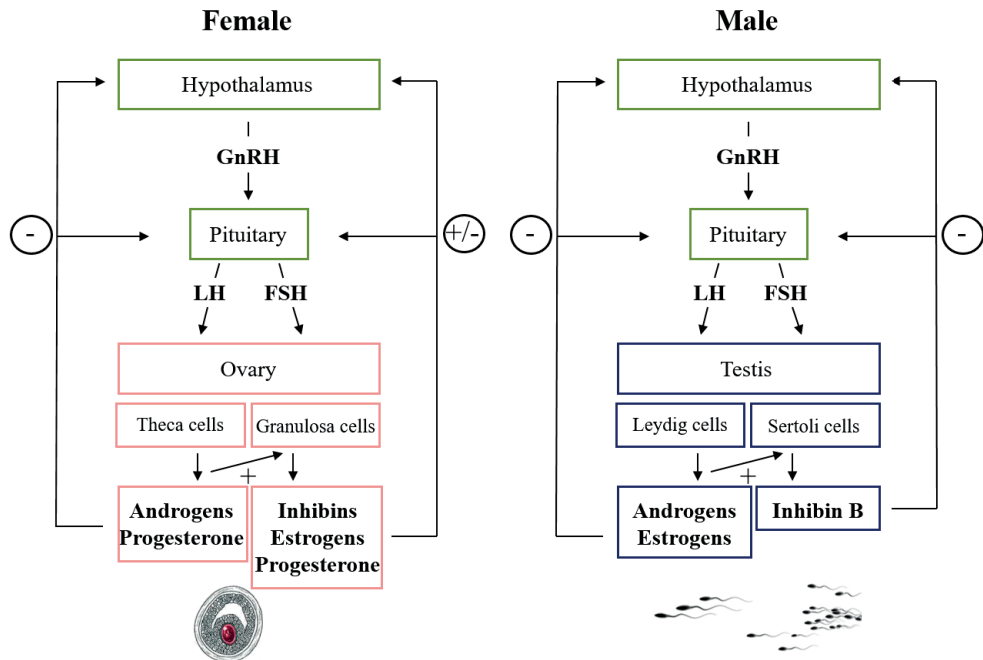 Female
Hypothalamus
GnRH
-
+/-
Pituitary
LH FSH
Ovary
Theca cells Granulosa cells
+
Androgens
Progesterone
Inhibins
Estrogens
Progesterone
Male
Hypothalamus
GnRH
-
-
Pituitary
LH FSH
Testis
Leydig cells Sertoli cells
+
Androgens
Estrogens
Inhibin B